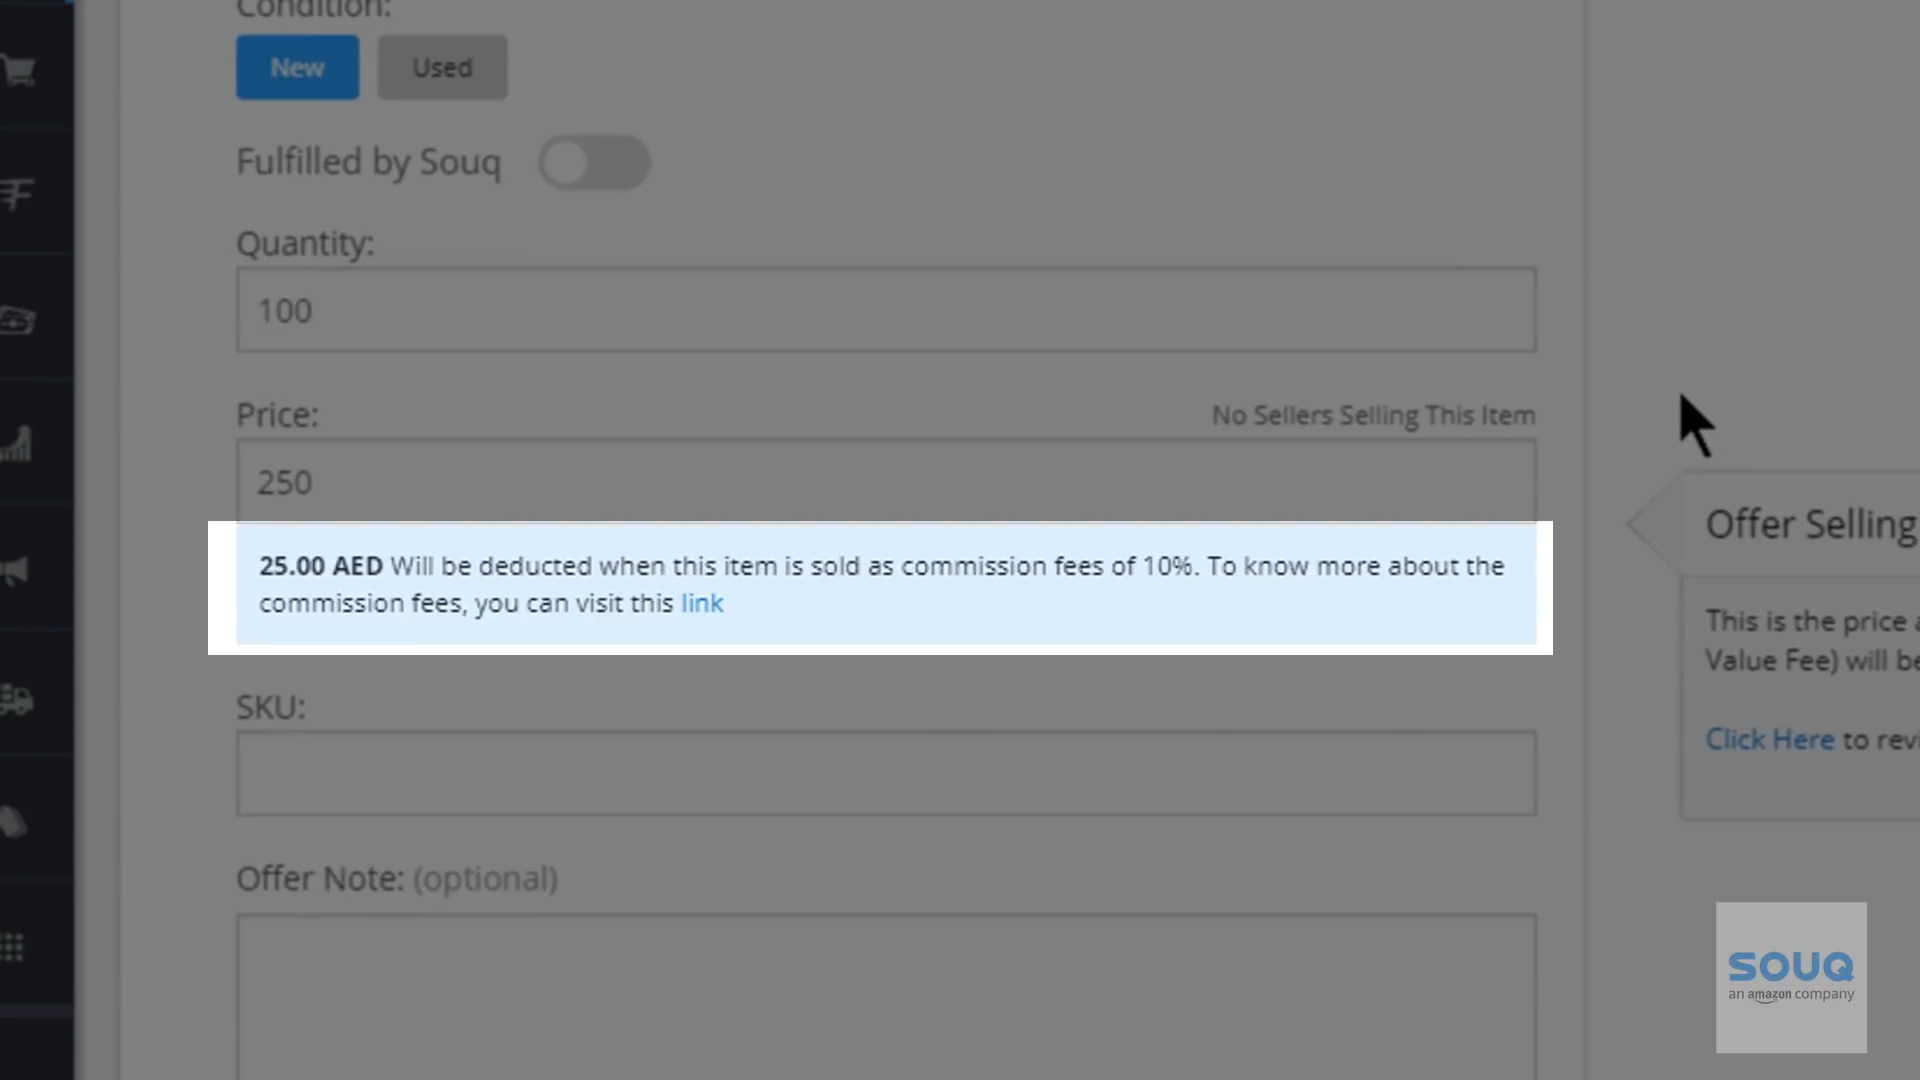 Condition:
New
Used
Fulfilled by Souq
Quantity:
100
Price:
No Sellers Selling This Item
250
25.00 AED Will be deducted when this item is sold as commission fees of 10%. To know more about the
commission fees, you can visit this link
SKU:
Offer Note: (optional)
Offer Selling
This is the price
Value Fee) will be
Click Here to
SOUQ
an amazon company